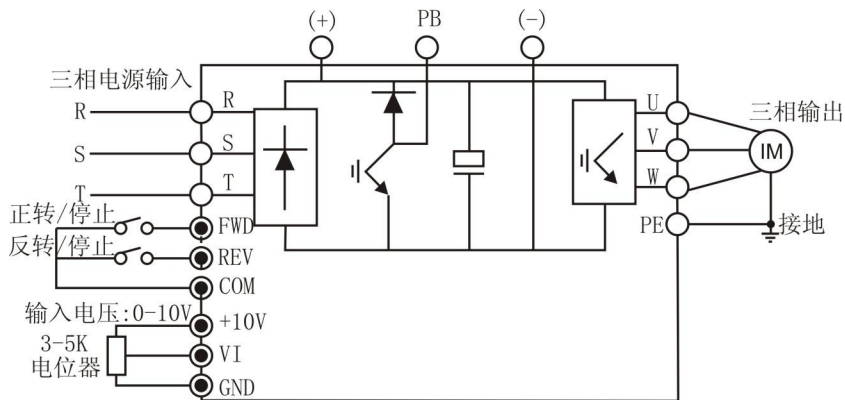 (+)
PB
(-)
三相电源输入
R
R
S
S
T
T
U
V
W
三相输出
IM
PE
接地
正转/停止
FWD
反转/停止
REV
COM
输入电压:0-10V
+10V
3-5K
电位器
VI
GND